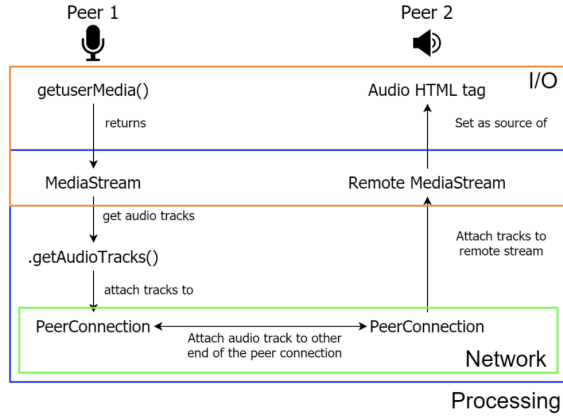 Peer 1
Peer 2
I/O
getuserMedia()
Audio HTML tag
returns
Set as source of
MediaStream
Remote MediaStream
get audio tracks
Attach tracks to
remote stream
.getAudioTracks()
attach tracks to
PeerConnection
PeerConnection
Attach audio track to other
end of the peer connection
Network
Processing